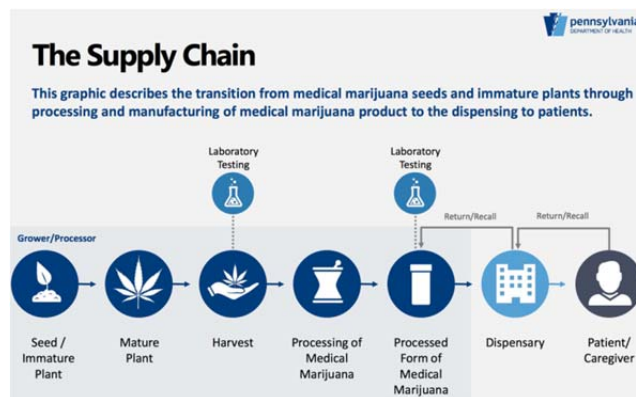 pennsylvania
DEPARTMENT OF HEALTH
The Supply Chain
This graphic describes the transition from medical marijuana seeds and immature plants through
processing and manufacturing of medical marijuana product to the dispensing to patients.
Laboratory
Testing
Laboratory
Testing
Return/Recall
Return/Recall
Grower/Processor
Seed /
Immature
Plant
Mature
Plant
Harvest
Processing of
Medical
Marijuana
Processed
Form of
Medical
Marijuana
Dispensary
Patient/
Caregiver